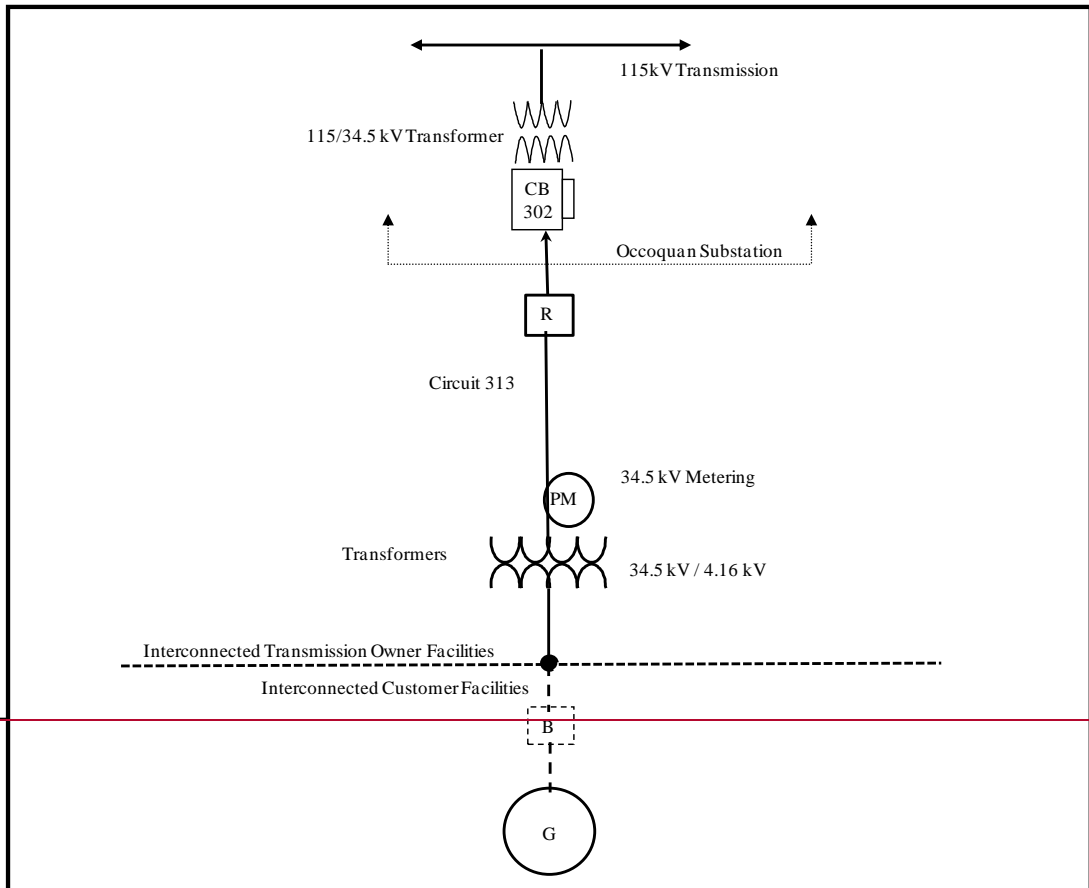 115kV Transmission
115/34.5 kV Transformer
CB
302
Occoquan Substation
R
Circuit 313
34.5 kV Metering
PM
Transformers
34.5 kV / 4.16 kV
Interconnected Transmission Owner Facilities
Interconnected Customer Facilities
B
G